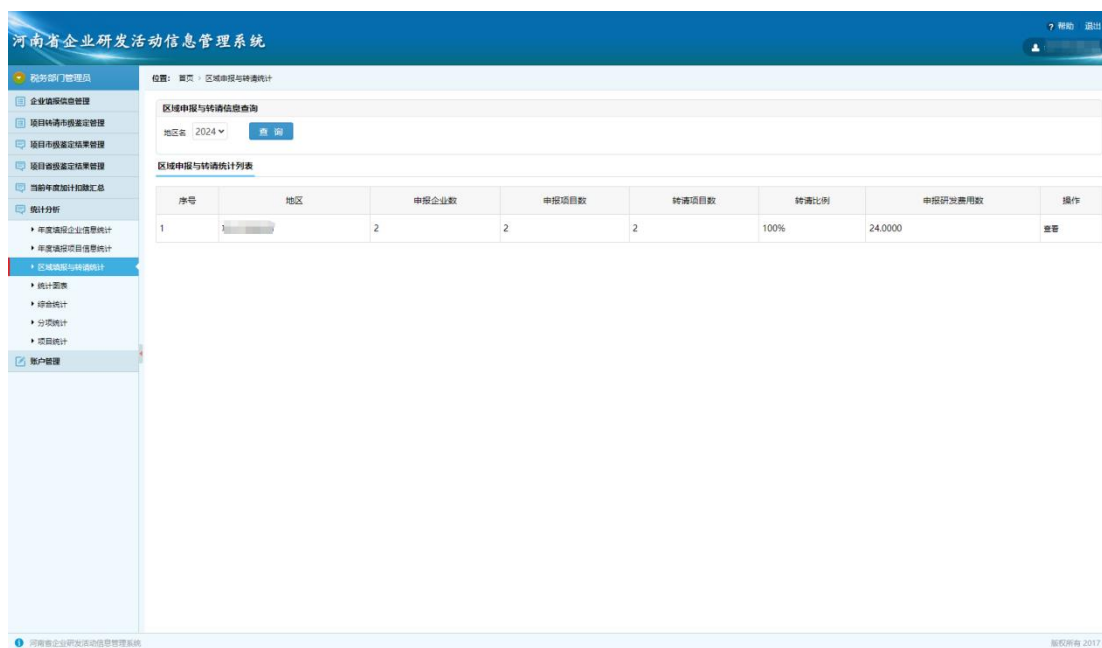 ? 帮助 退出
河南省企业研发活动信息管理系统
税务部门管理员
位置： 首页 › 区域申报与转请统计
企业填报信息管理
项目转请市级鉴定管理
项目市级鉴定结果管理
项目省级鉴定结果管理
当前年度加计扣除汇总
统计分析
年度填报企业信息统计
年度填报项目信息统计
区域填报与转请统计
统计图表
综合统计
分项统计
项目统计
账户管理
区域申报与转请信息查询
地区名 2024 查 询
区域申报与转请统计列表
序号 地区 申报企业数 申报项目数 转请项目数 转请比例 申报研发费用数 操作
1 2 2 2 100% 24.0000 查看
河南省企业研发活动信息管理系统 版权所有 2017